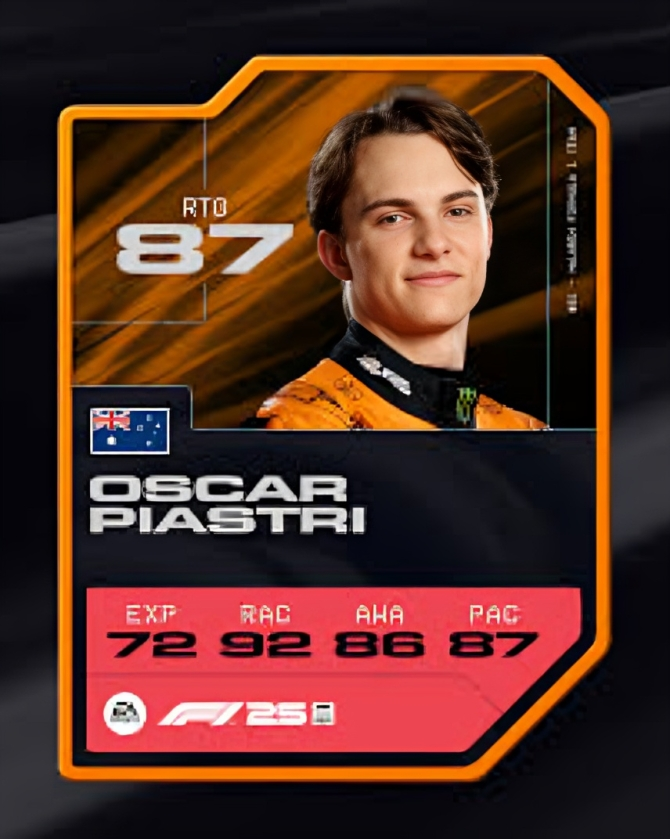 RTG
87
OSCAR
PIASTRI
EXP RAC AWA PAC
72 92 86 87
F1 25